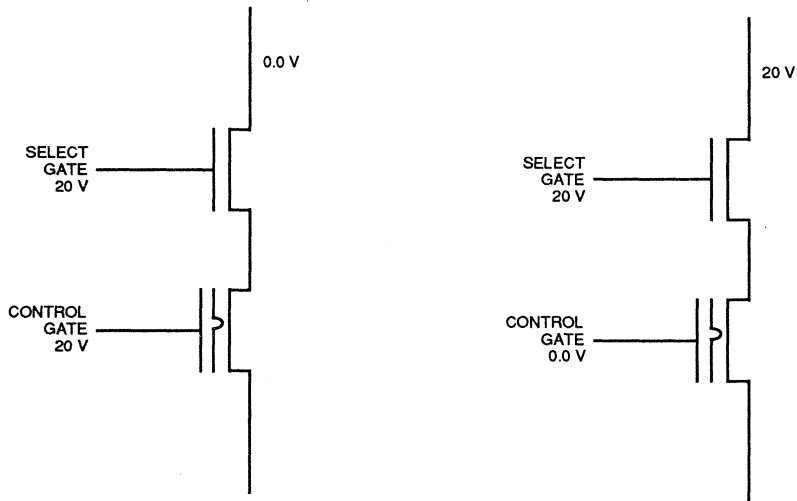 0.0 V
SELECT
GATE
20 V
CONTROL
GATE
20 V
20 V
SELECT
GATE
20 V
CONTROL
GATE
0.0 V